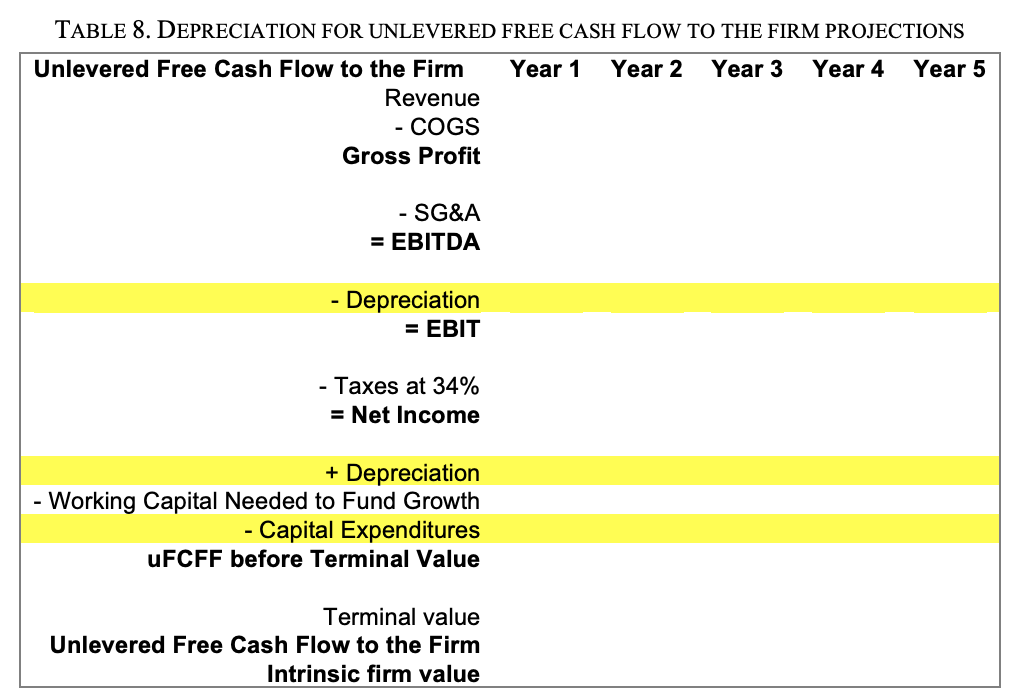 TABLE 8. DEPRECIATION FOR UNLEVERED FREE CASH FLOW TO THE FIRM PROJECTIONS
Unlevered Free Cash Flow to the Firm Year 1 Year 2 Year 3 Year 4 Year 5
Revenue
- COGS
Gross Profit
- SG&A
= EBITDA
- Depreciation
= EBIT
- Taxes at 34%
= Net Income
+ Depreciation
- Working Capital Needed to Fund Growth
- Capital Expenditures
uFCFF before Terminal Value
Terminal value
Unlevered Free Cash Flow to the Firm
Intrinsic firm value